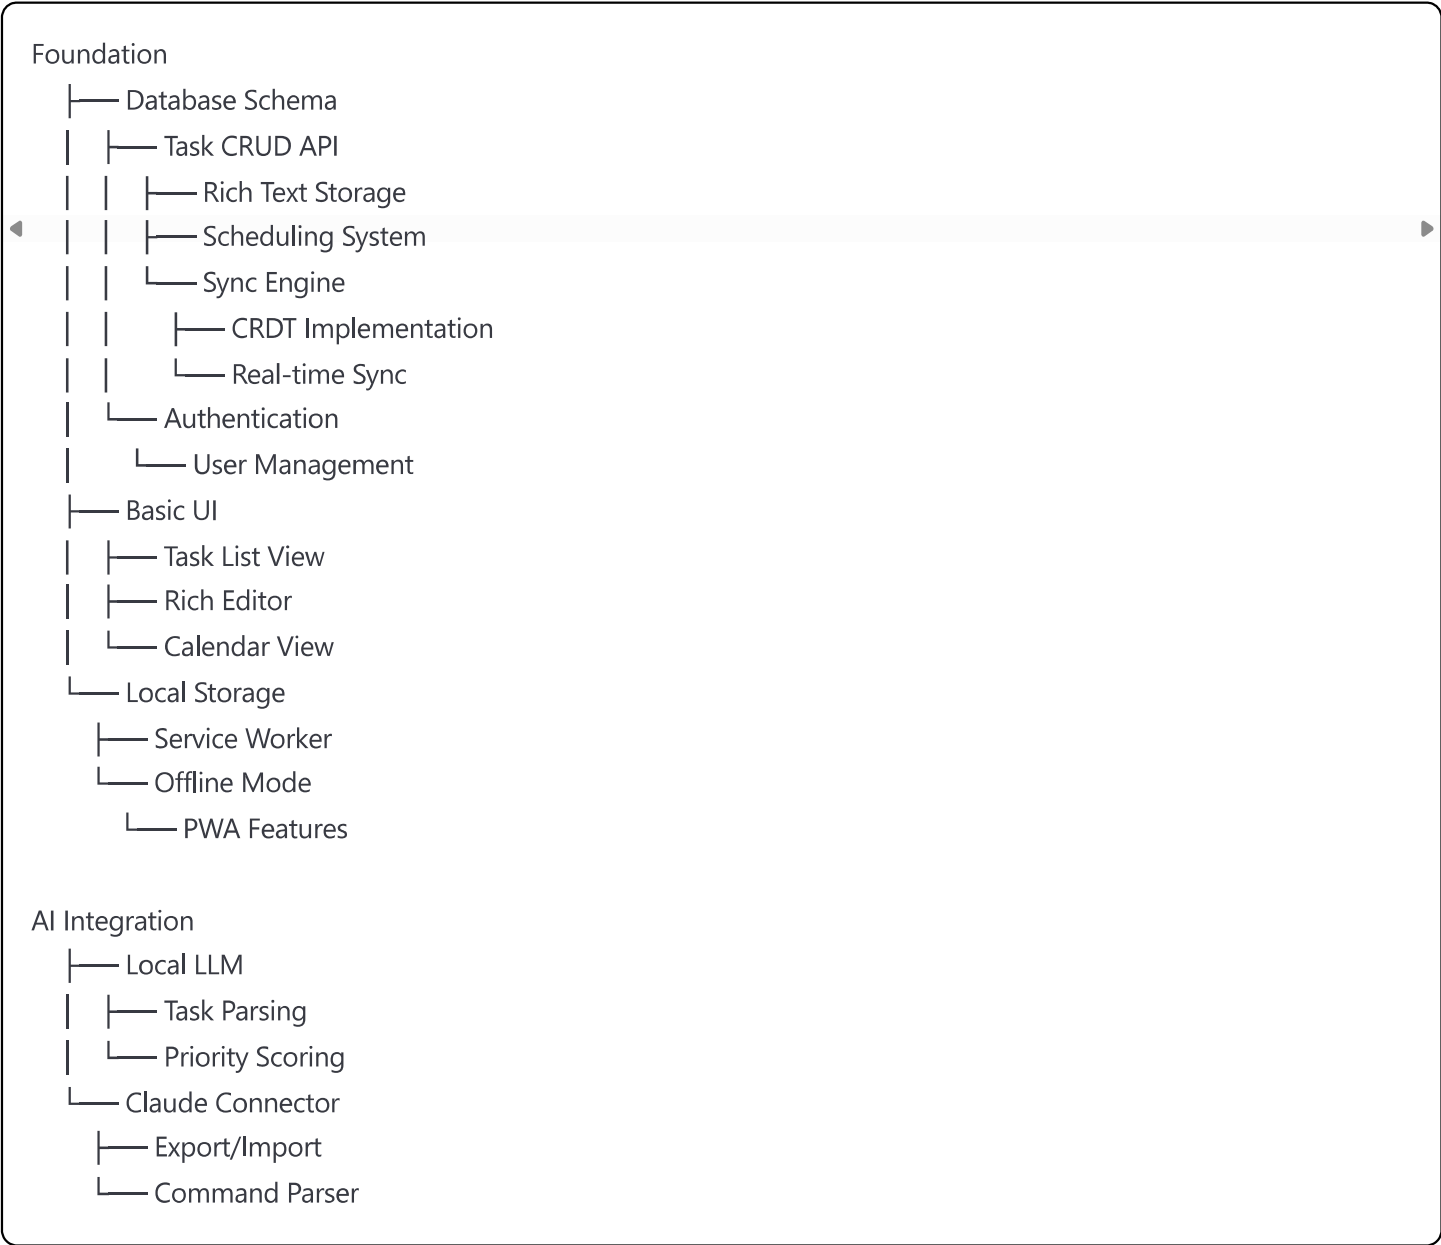 Foundation
├── Database Schema
│   ├── Task CRUD API
│   │   ├── Rich Text Storage
│   │   ├── Scheduling System
│   │   └── Sync Engine
│   │       ├── CRDT Implementation
│   │       └── Real-time Sync
│   └── Authentication
│       └── User Management
├── Basic UI
│   ├── Task List View
│   ├── Rich Editor
│   └── Calendar View
└── Local Storage
    ├── Service Worker
    └── Offline Mode
        └── PWA Features

AI Integration
├── Local LLM
│   ├── Task Parsing
│   └── Priority Scoring
└── Claude Connector
    ├── Export/Import
    └── Command Parser